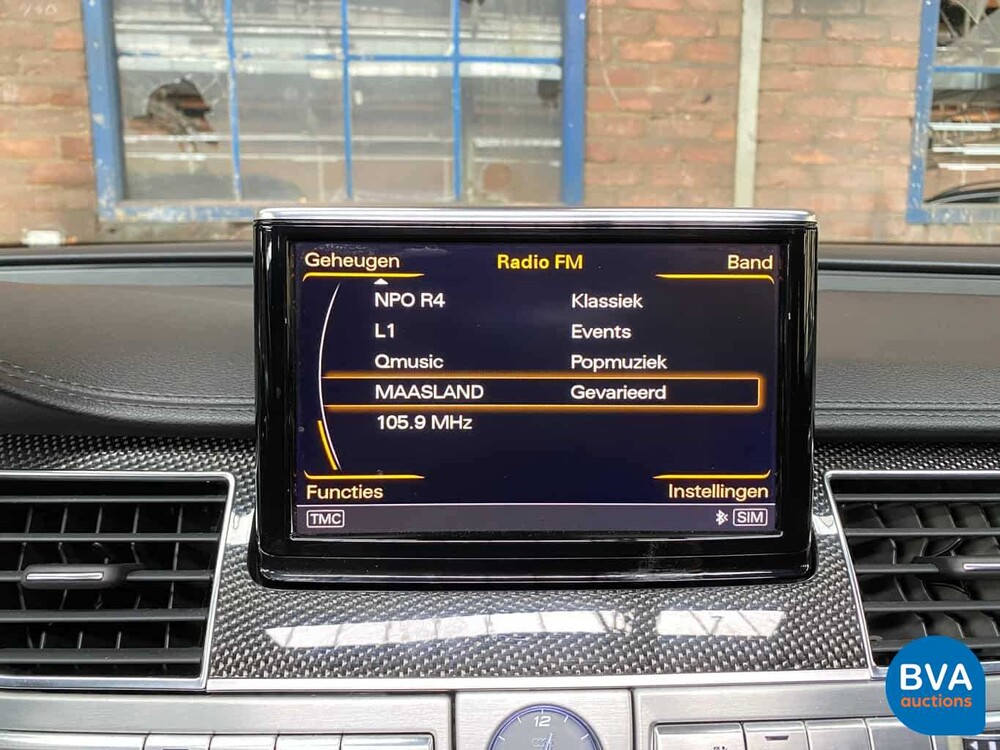 Geheugen Radio FM Band
NPO R4 Klassiek
L1 Events
Qmusic Popmuziek
MAASLAND Gevarieerd
105.9 MHz
Functies Instellingen
TMC SIM
12
BVA
auctions